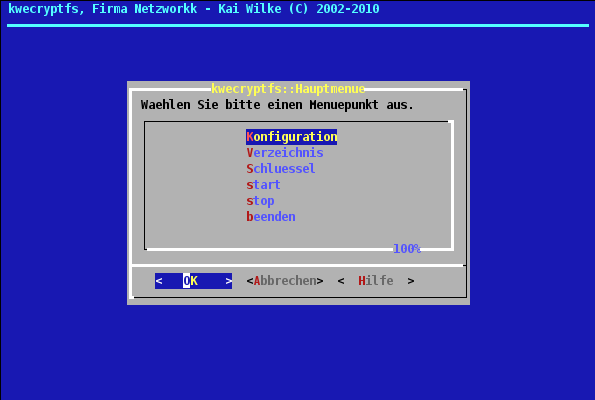 kwecryptfs, Firma Netzworkk - Kai Wilke (C) 2002-2010
kwecryptfs::Hauptmenue
Waehlen Sie bitte einen Menuepunkt aus.
Konfiguration
Verzeichnis
Schluessel
start
stop
beenden
100%
< OK > <Abbrechen> < Hilfe >